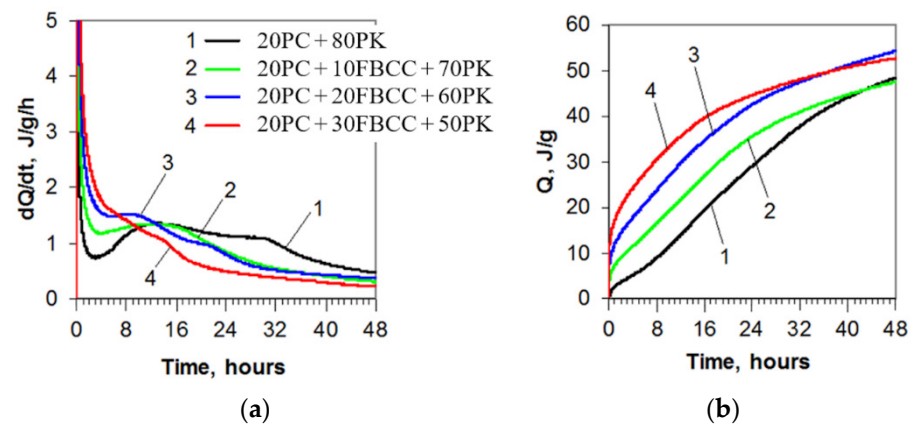 5
4
3
2
1
0
dQ/dt, J/g/h
1 20PC+80PK
2 20PC+10FBCC+70PK
3 20PC+20FBCC+60PK
4 20PC+30FBCC+50PK
3
2
1
4
0 8 16 24 32 40 48
Time, hours
(a)
60
50
40
30
20
10
0
Q, J/g
4
3
2
1
0 8 16 24 32 40 48
Time, hours
(b)